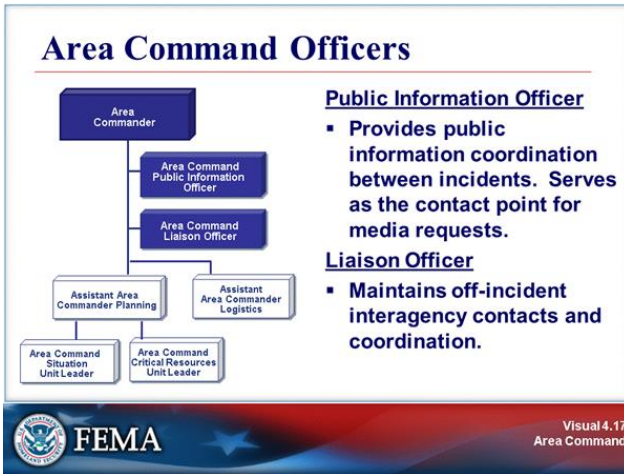 Area Command Officers
Area
Commander
Area Command
Public Information
Officer
Area Command
Liaison Officer
Assistant Area
Commander Planning
Assistant
Area Commander
Logistics
Area Command
Situation
Unit Leader
Area Command
Critical Resources
Unit Leader
Public Information Officer
▪ Provides public
information coordination
between incidents. Serves
as the contact point for
media requests.
Liaison Officer
▪ Maintains off-incident
interagency contacts and
coordination.
FEMA
Visual 4.17
Area Command